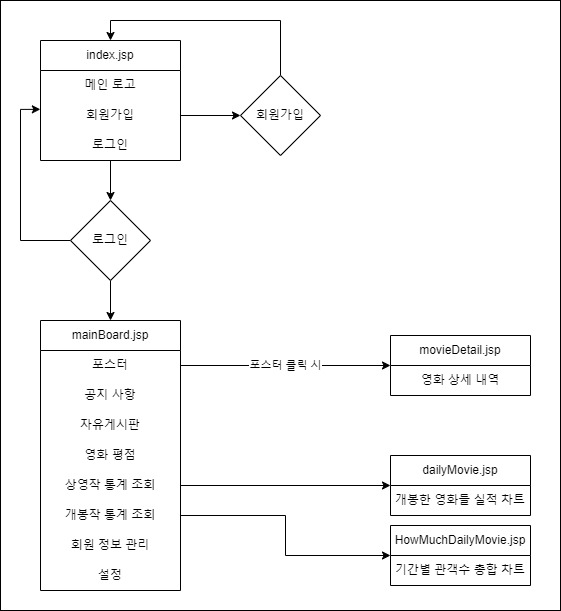 index.jsp
메인 로고
회원가입
로그인
회원가입
로그인
mainBoard.jsp
포스터
공지 사항
자유게시판
영화 평점
상영작 통계 조회
개봉작 통계 조회
회원 정보 관리
설정
포스터 클릭 시
movieDetail.jsp
영화 상세 내역
dailyMovie.jsp
개봉한 영화들 실적 차트
HowMuchDailyMovie.jsp
기간별 관객수 총합 차트